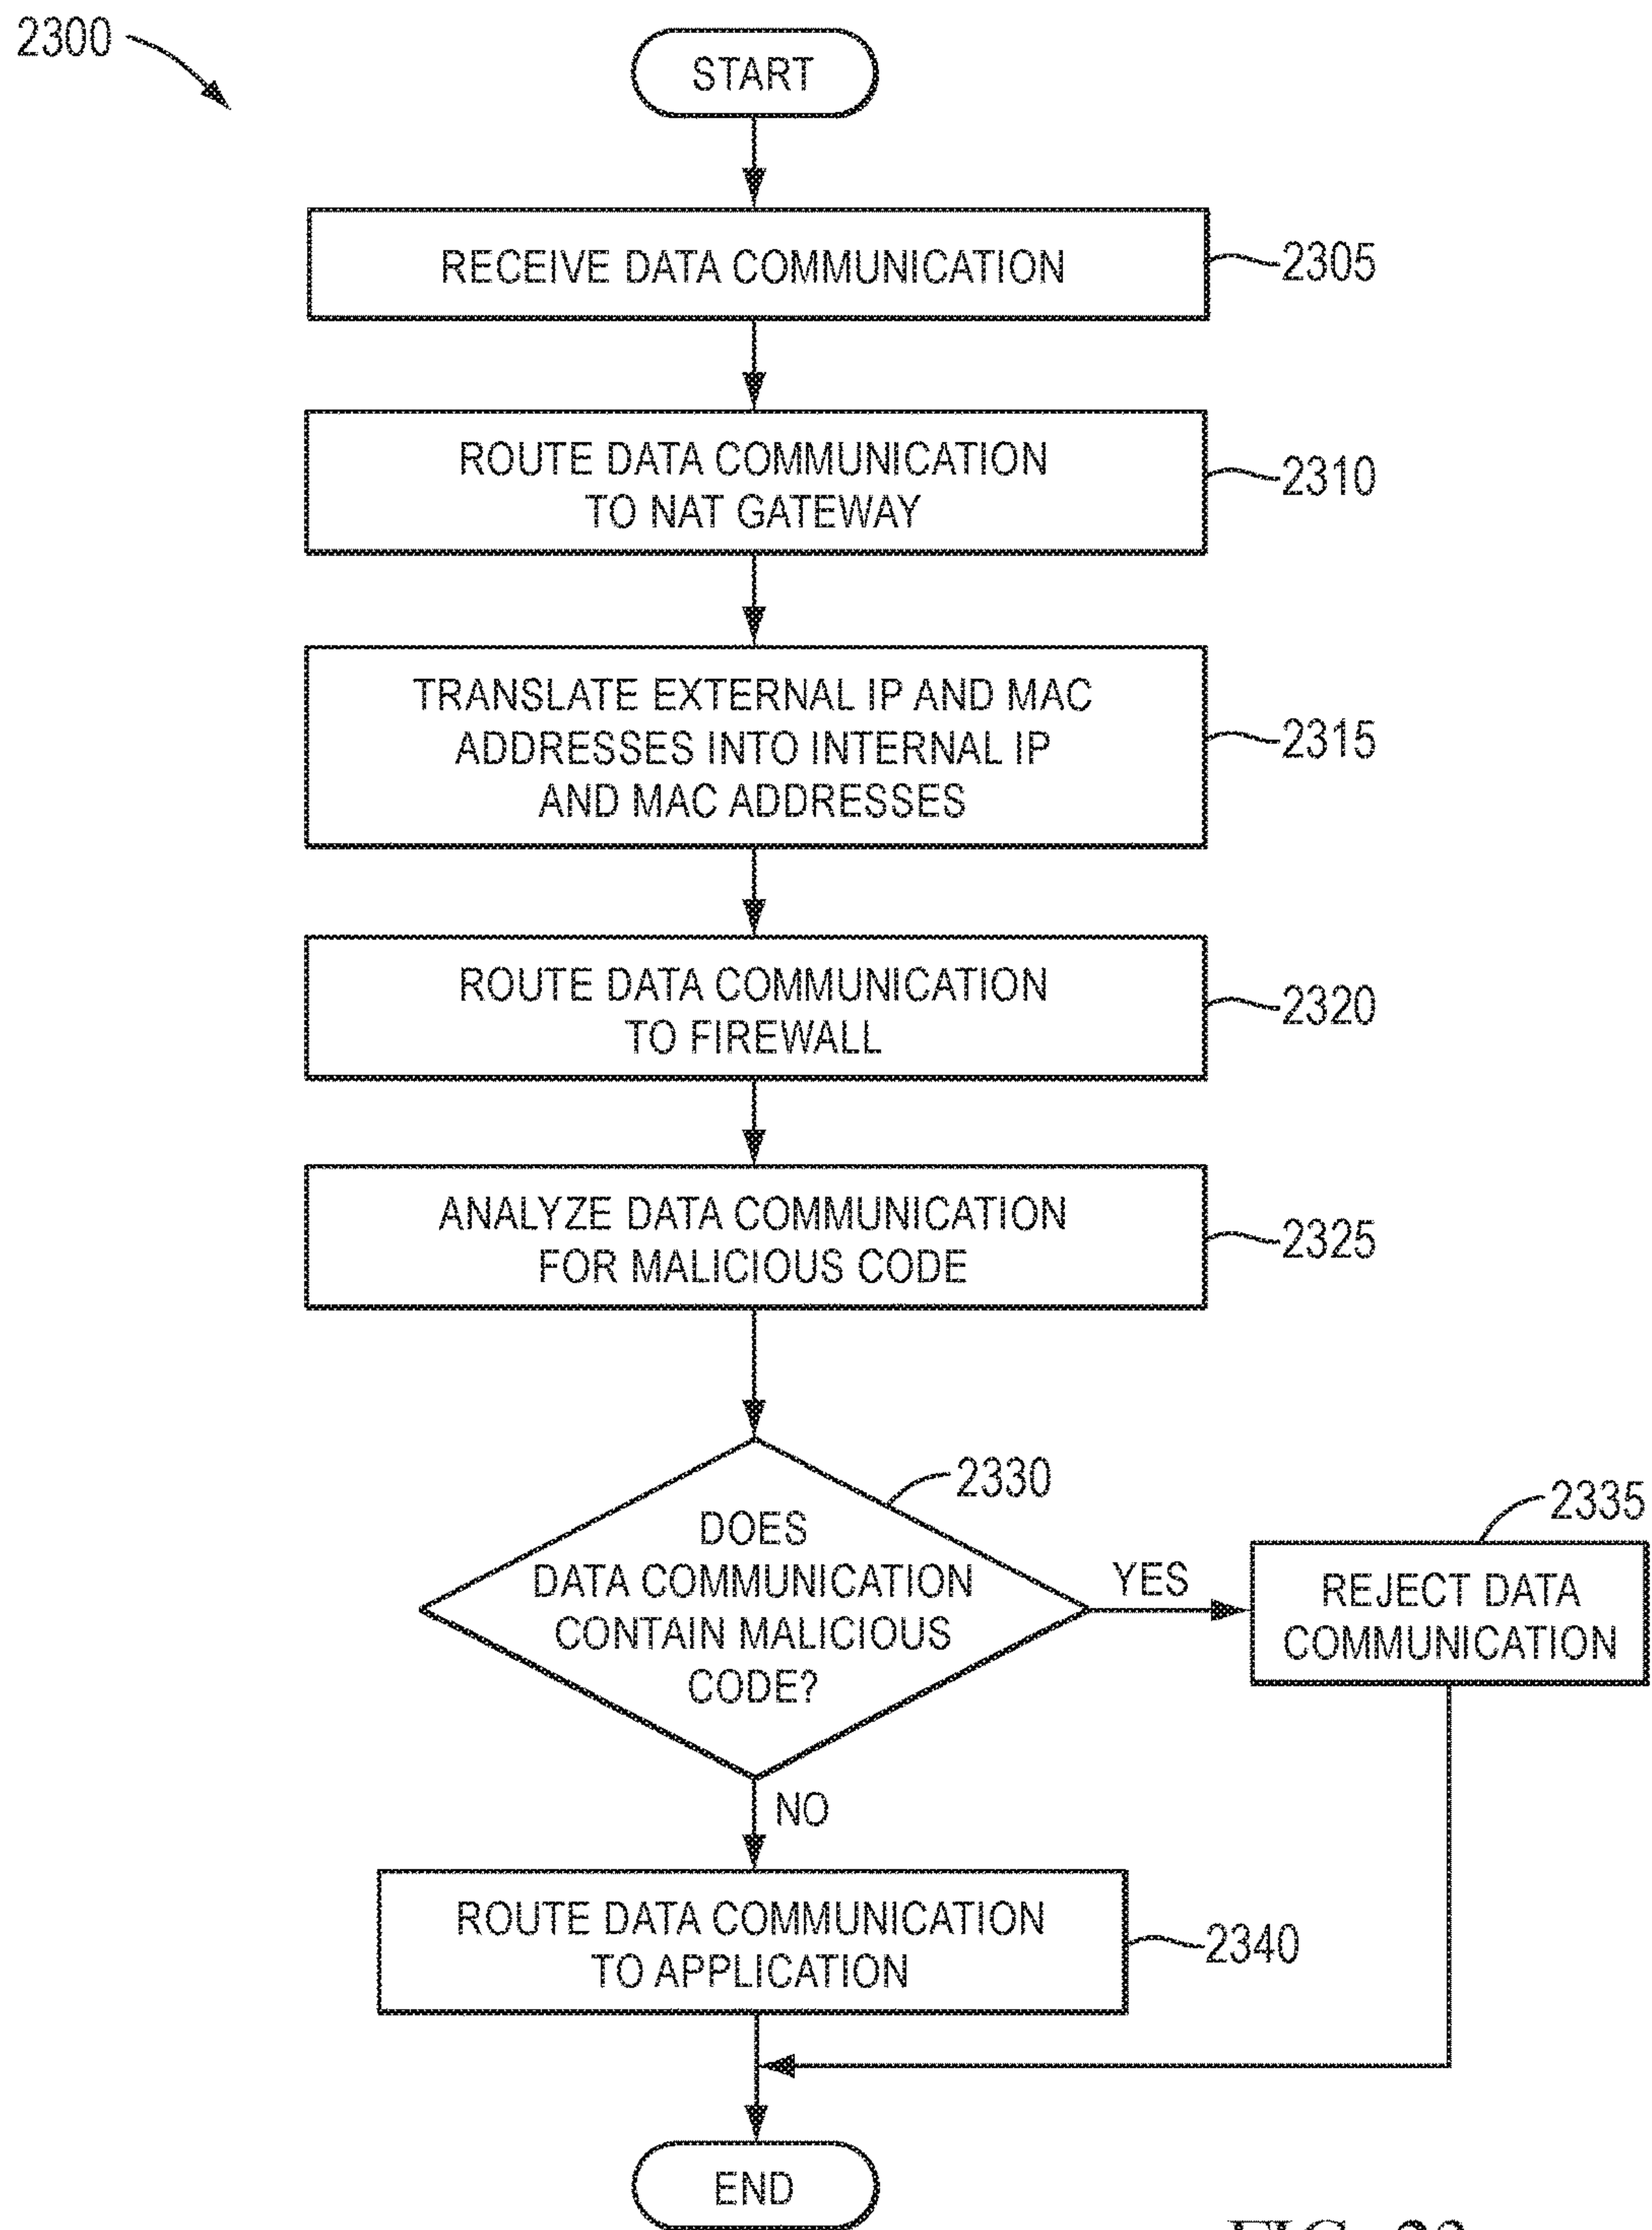 2300
START
RECEIVE DATA COMMUNICATION
2305
ROUTE DATA COMMUNICATION
TO NAT GATEWAY
2310
TRANSLATE EXTERNAL IP AND MAC
ADDRESSES INTO INTERNAL IP
AND MAC ADDRESSES
2315
ROUTE DATA COMMUNICATION
TO FIREWALL
2320
ANALYZE DATA COMMUNICATION
FOR MALICIOUS CODE
2325
2330
DOES
DATA COMMUNICATION
CONTAIN MALICIOUS
CODE?
YES
2335
REJECT DATA
COMMUNICATION
NO
ROUTE DATA COMMUNICATION
TO APPLICATION
2340
END